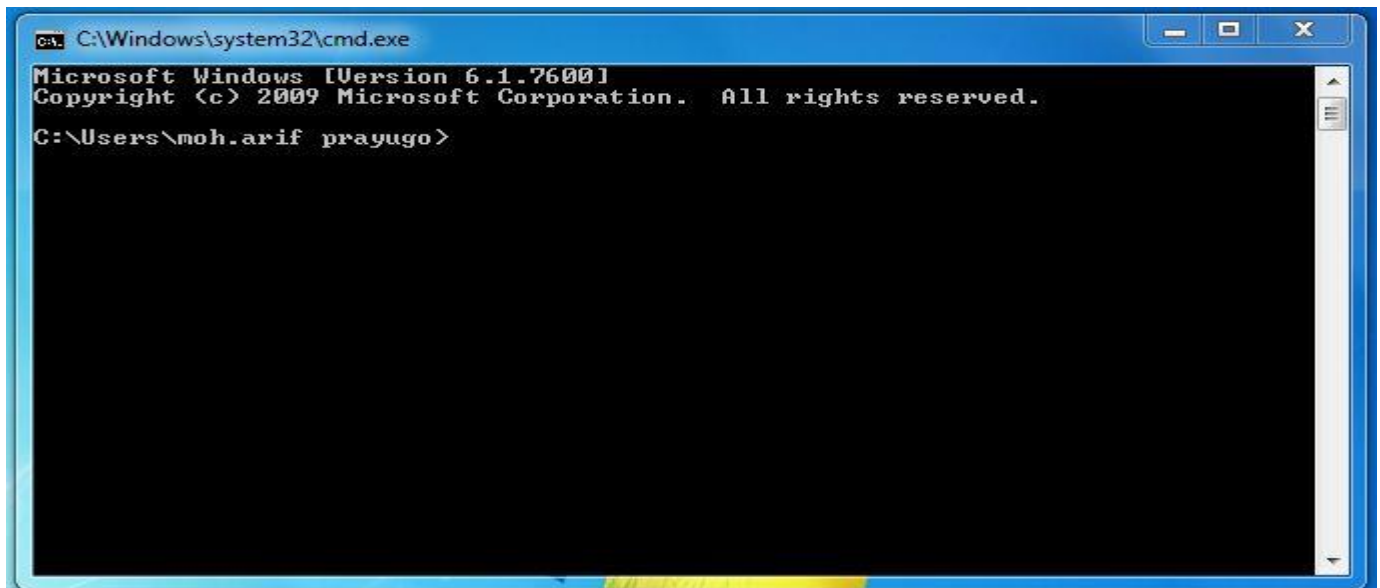 C:\Windows\system32\cmd.exe
Microsoft Windows [Version 6.1.7600]
Copyright (c) 2009 Microsoft Corporation.  All rights reserved.
C:\Users\moh.arif prayugo>